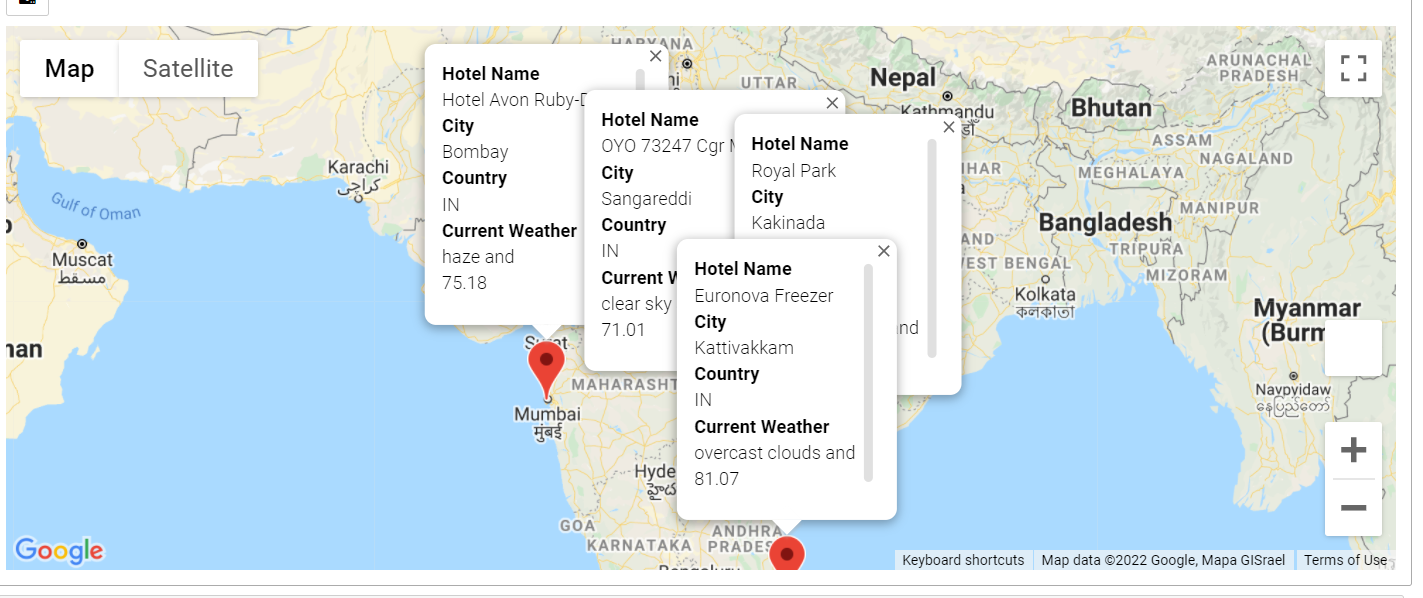 Map
Satellite
HARYANA
UTTAR
Nepal
Kathmandu
ARUNACHAL
PRADESH
Bhutan
ASSAM
NAGALAND
MEGHALAYA
MANIPUR
Bangladesh
TRIPURA
MIZORAM
WEST BENGAL
Kolkata
কলকাতা
Myanmar
(Burm
Naypyidaw
နေပြည်တော်
Karachi
کراچی
Gulf of Oman
Muscat
مسقط
Hotel Name
Hotel Avon Ruby-D
City
Bombay
Country
IN
Current Weather
haze and
75.18
Hotel Name
OYO 73247 Cgr M
City
Sangareddi
Country
IN
Current W
clear sky
71.01
Hotel Name
Royal Park
City
Kakinada
and
Hotel Name
Euronova Freezer
City
Kattivakkam
Country
IN
Current Weather
overcast clouds and
81.07
Surat
MAHARASHT
Mumbai
मुंबई
Hyde
హైద
GOA
KARNATAKA
ANDHRA
PRADESH
Bengaluru
Google
Keyboard shortcuts
Map data ©2022 Google, Mapa GISrael
Terms of Use